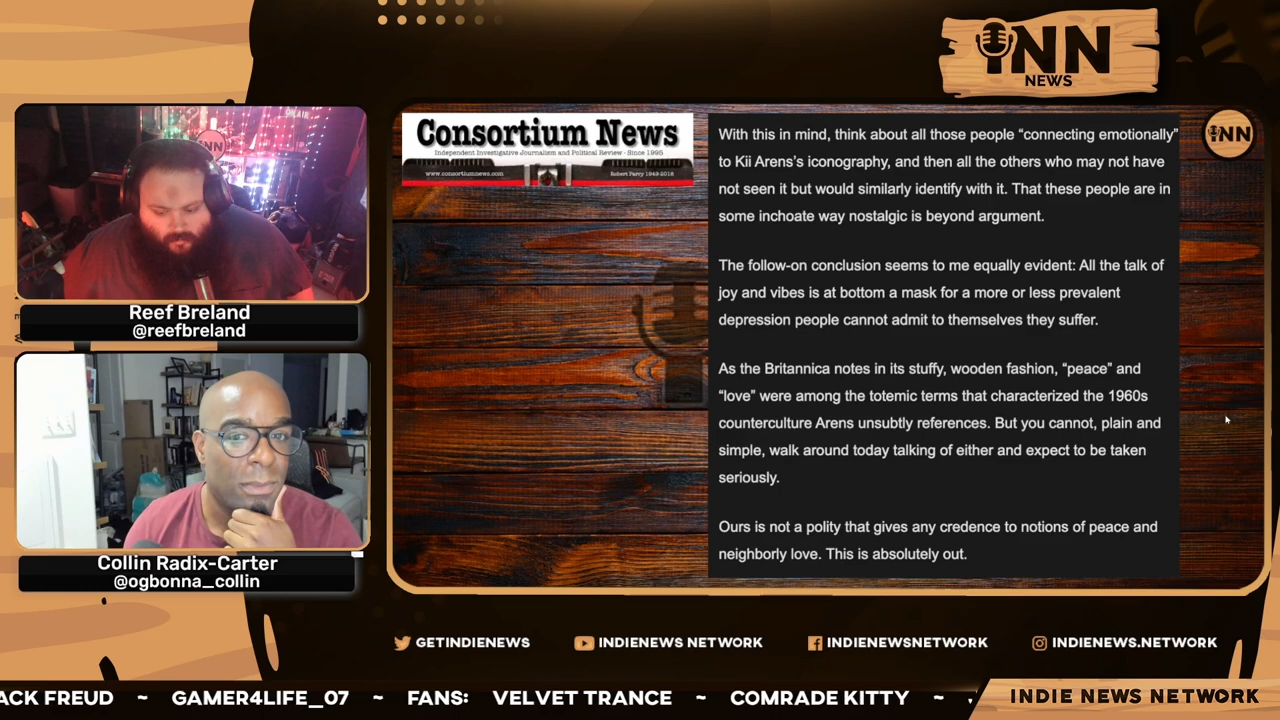 INN
NEWS
Consortium News
Independent Investigative Journalism and Political Review - Since 1995
www.consortiumnews.com
Robert Parry 1949-2018
With this in mind, think about all those people “connecting emotionally”
to Kii Arens’s iconography, and then all the others who may not have
not seen it but would similarly identify with it. That these people are in
some inchoate way nostalgic is beyond argument.
The follow-on conclusion seems to me equally evident: All the talk of
joy and vibes is at bottom a mask for a more or less prevalent
depression people cannot admit to themselves they suffer.
As the Britannica notes in its stuffy, wooden fashion, “peace” and
“love” were among the totemic terms that characterized the 1960s
counterculture Arens unsubtly references. But you cannot, plain and
simple, walk around today talking of either and expect to be taken
seriously.
Ours is not a polity that gives any credence to notions of peace and
neighborly love. This is absolutely out.
INN
Reef Breland
@reefbreland
Collin Radix-Carter
@ogbonna_collin
GETINDIENEWS
INDIENEWS NETWORK
INDIENEWSNETWORK
INDIENEWS.NETWORK
ACK FREUD ~ GAMER4LIFE_07 ~ FANS: VELVET TRANCE ~ COMRADE KITTY ~
INDIE NEWS NETWORK